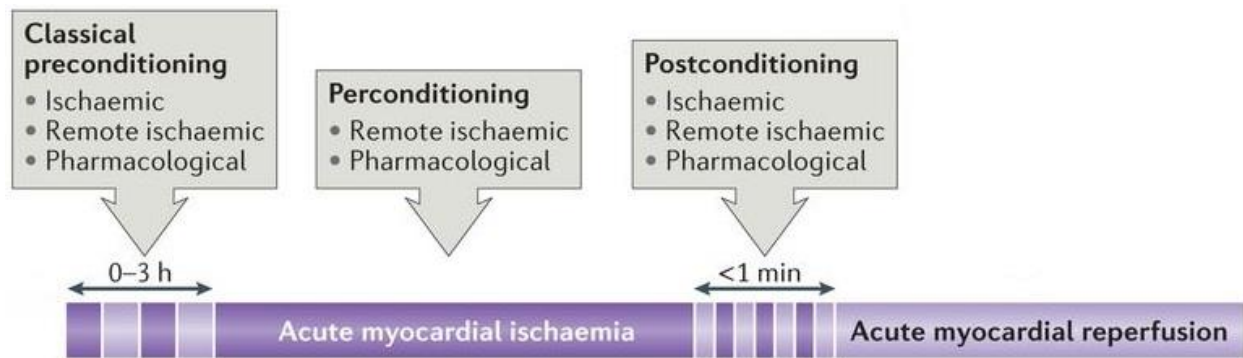 Classical
preconditioning
• Ischaemic
• Remote ischaemic
• Pharmacological
Perconditioning
• Remote ischaemic
• Pharmacological
Postconditioning
• Ischaemic
• Remote ischaemic
• Pharmacological
0–3 h
<1 min
Acute myocardial ischaemia
Acute myocardial reperfusion